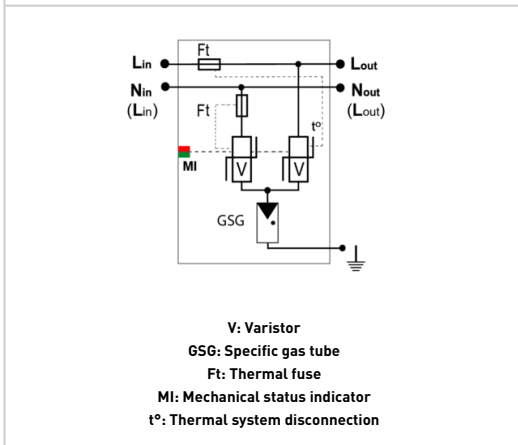 Ft
Lin Lout
Nin Nout
(Lin) Ft (Lout)
t°
MI V V
GSG
V: Varistor
GSG: Specific gas tube
Ft: Thermal fuse
MI: Mechanical status indicator
t°: Thermal system disconnection